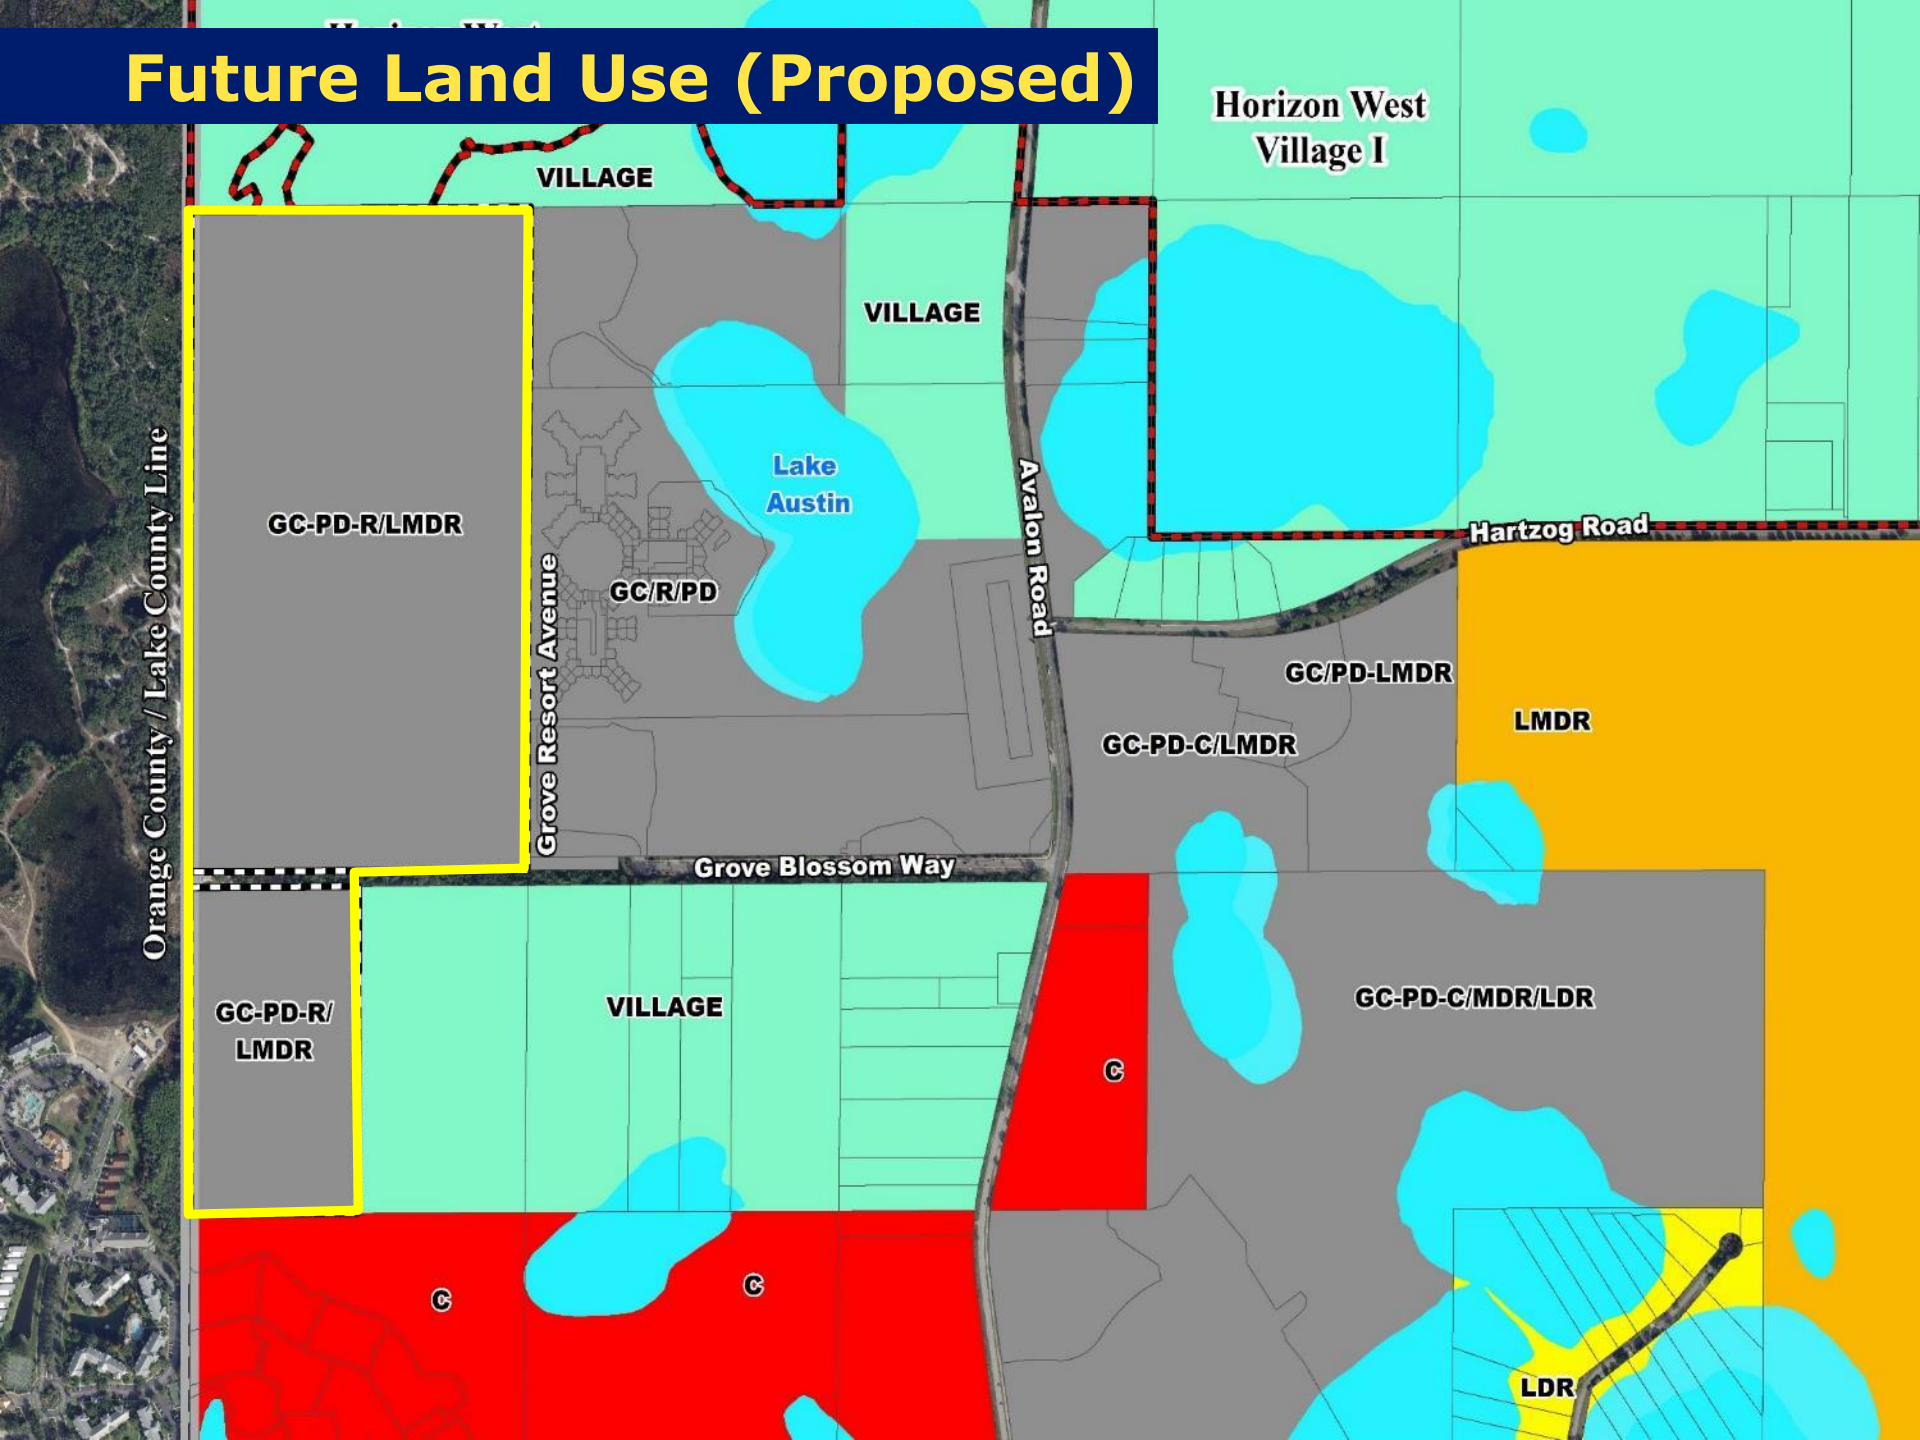 Future Land Use (Proposed)
Horizon West
Village I
VILLAGE
VILLAGE
Orange County / Lake County Line
GC-PD-R/LMDR
Grove Resort Avenue
GC/R/PD
Lake
Austin
Avalon Road
Hartzog Road
GC/PD-LMDR
GC-PD-C/LMDR
LMDR
Grove Blossom Way
GC-PD-R/
LMDR
VILLAGE
C
GC-PD-C/MDR/LDR
C
C
LDR